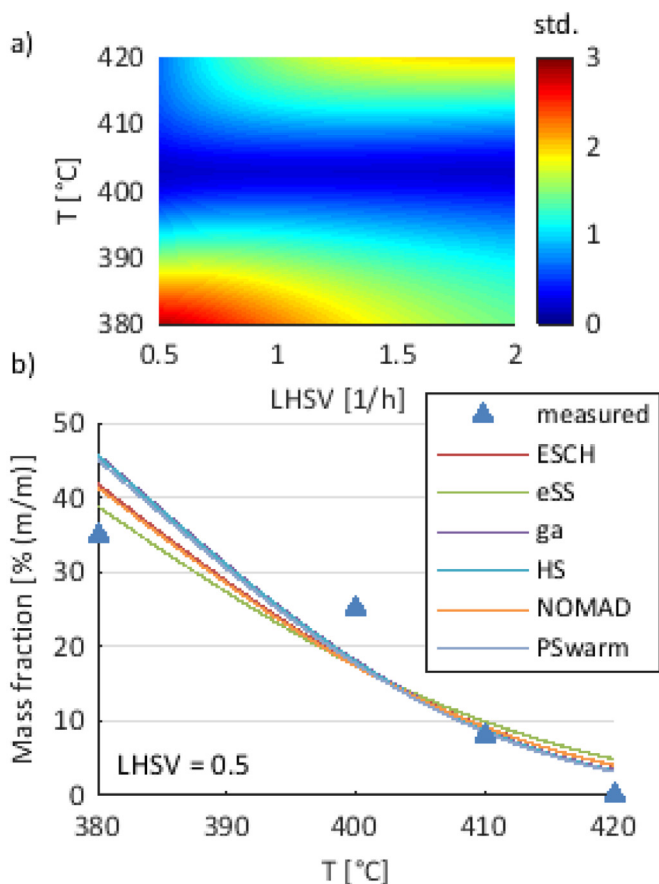 a)
std.
T [°C]
420
410
400
390
380
0.5
1
1.5
2
LHSV [1/h]
3
2
1
0
b)
Mass fraction [% (m/m)]
50
40
30
20
10
0
measured
ESCH
eSS
ga
HS
NOMAD
PSwarm
LHSV = 0.5
380
390
400
410
420
T [°C]